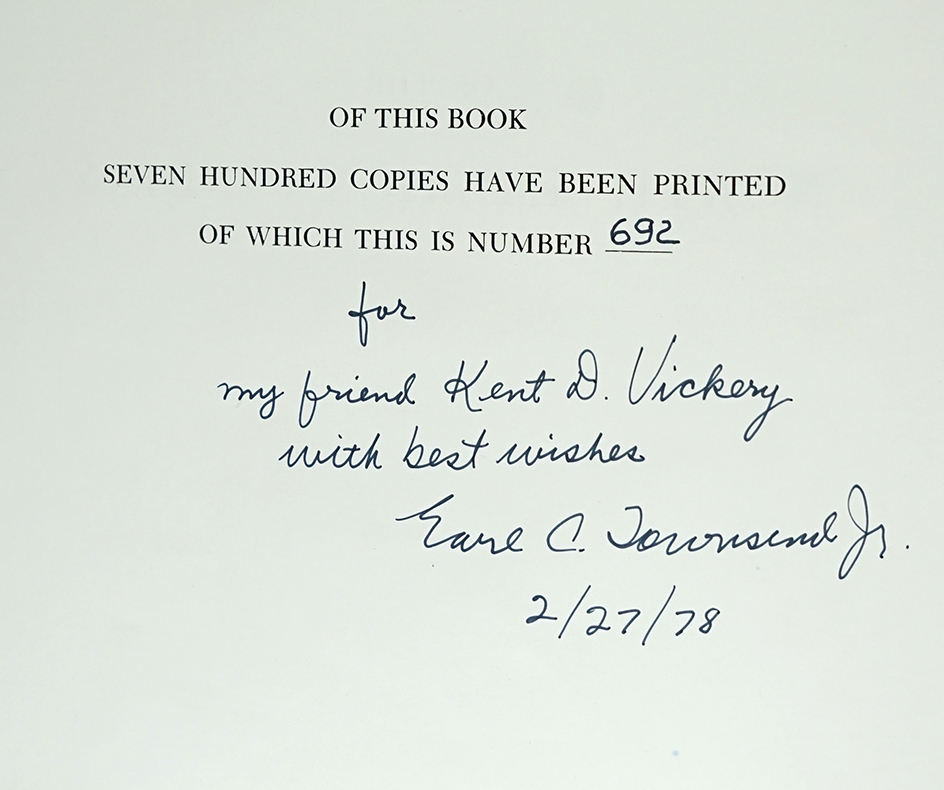 OF THIS BOOK
SEVEN HUNDRED COPIES HAVE BEEN PRINTED
OF WHICH THIS IS NUMBER 692
for
my friend Kent D. Vickery
with best wishes
Earl C. Townsend Jr.
2/27/78